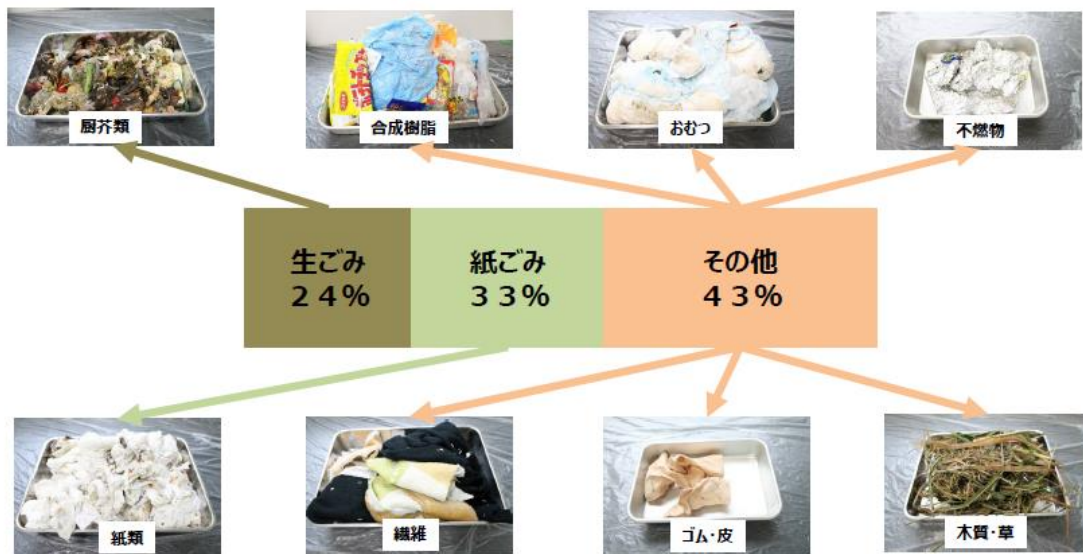 厨芥類
合成樹脂
おむつ
不燃物
生ごみ
２４％
紙ごみ
３３％
その他
４３％
紙類
繊維
ゴム・皮
木質・草